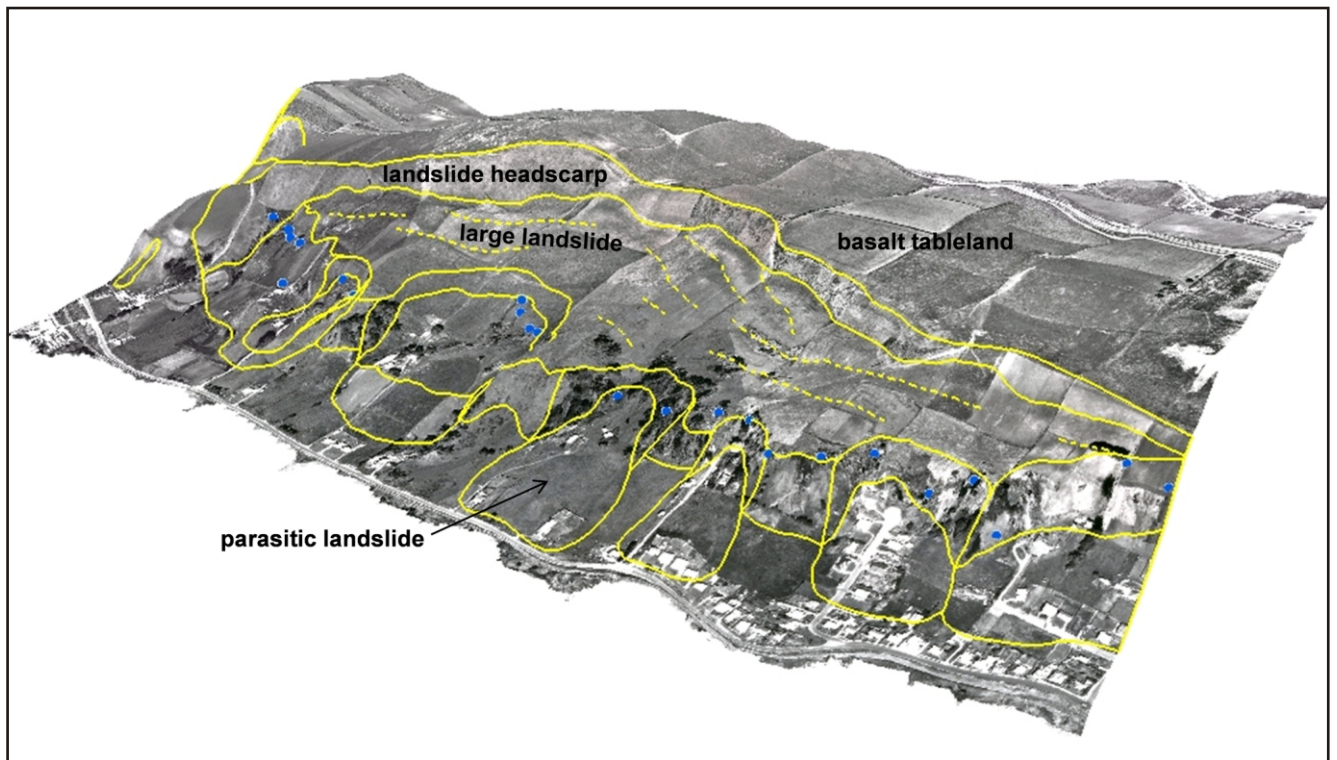 landslide headscarp
large landslide
basalt tableland
parasitic landslide